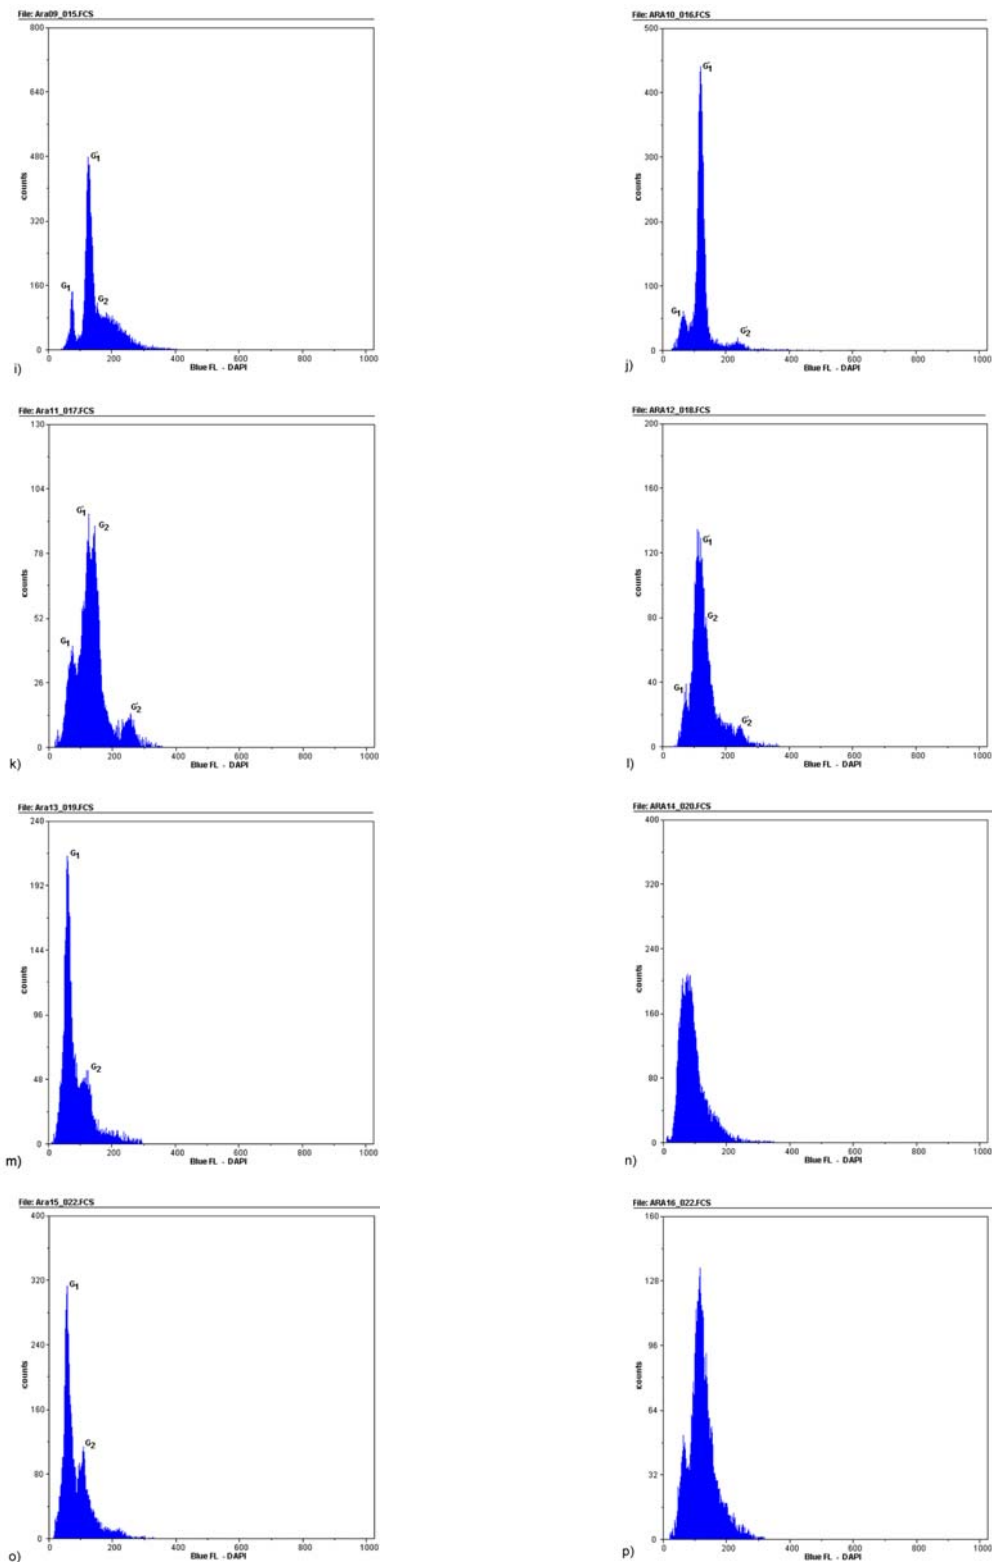 File: Ara09_015.FCS
800
640
480
320
160
0
counts
G1
G'1
G2
0 200 400 600 800 1000
Blue FL - DAPI
i)
File: ARA10_016.FCS
500
400
300
200
100
0
counts
G1
G'1
G'2
0 200 400 600 800 1000
Blue FL - DAPI
j)
File: Ara11_017.FCS
130
104
78
52
26
0
counts
G1
G'1
G2
G'2
0 200 400 600 800 1000
Blue FL - DAPI
k)
File: ARA12_018.FCS
200
160
120
80
40
0
counts
G1
G'1
G2
G'2
0 200 400 600 800 1000
Blue FL - DAPI
l)
File: Ara13_019.FCS
240
192
144
96
48
0
counts
G1
G2
0 200 400 600 800 1000
Blue FL - DAPI
m)
File: ARA14_020.FCS
400
320
240
160
80
0
counts
0 200 400 600 800 1000
Blue FL - DAPI
n)
File: Ara15_022.FCS
400
320
240
160
80
0
counts
G1
G2
0 200 400 600 800 1000
Blue FL - DAPI
o)
File: ARA16_022.FCS
160
128
96
64
32
0
counts
0 200 400 600 800 1000
Blue FL - DAPI
p)